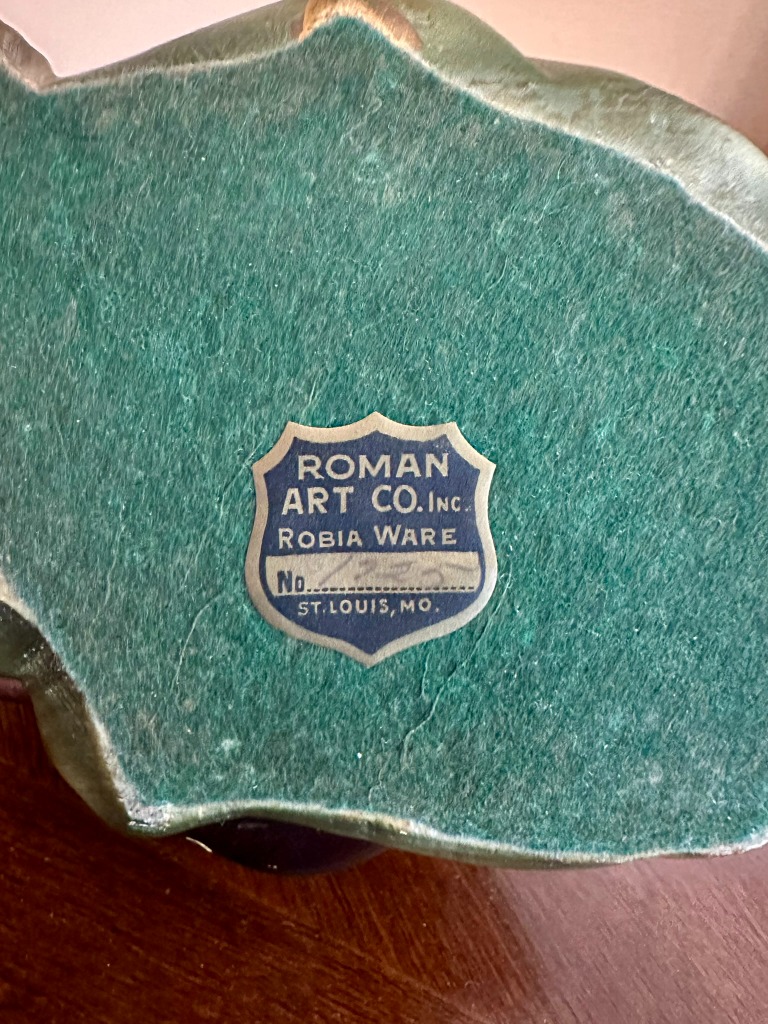 ROMAN
ART CO. INC.
ROBIA WARE
No.
ST. LOUIS, MO.